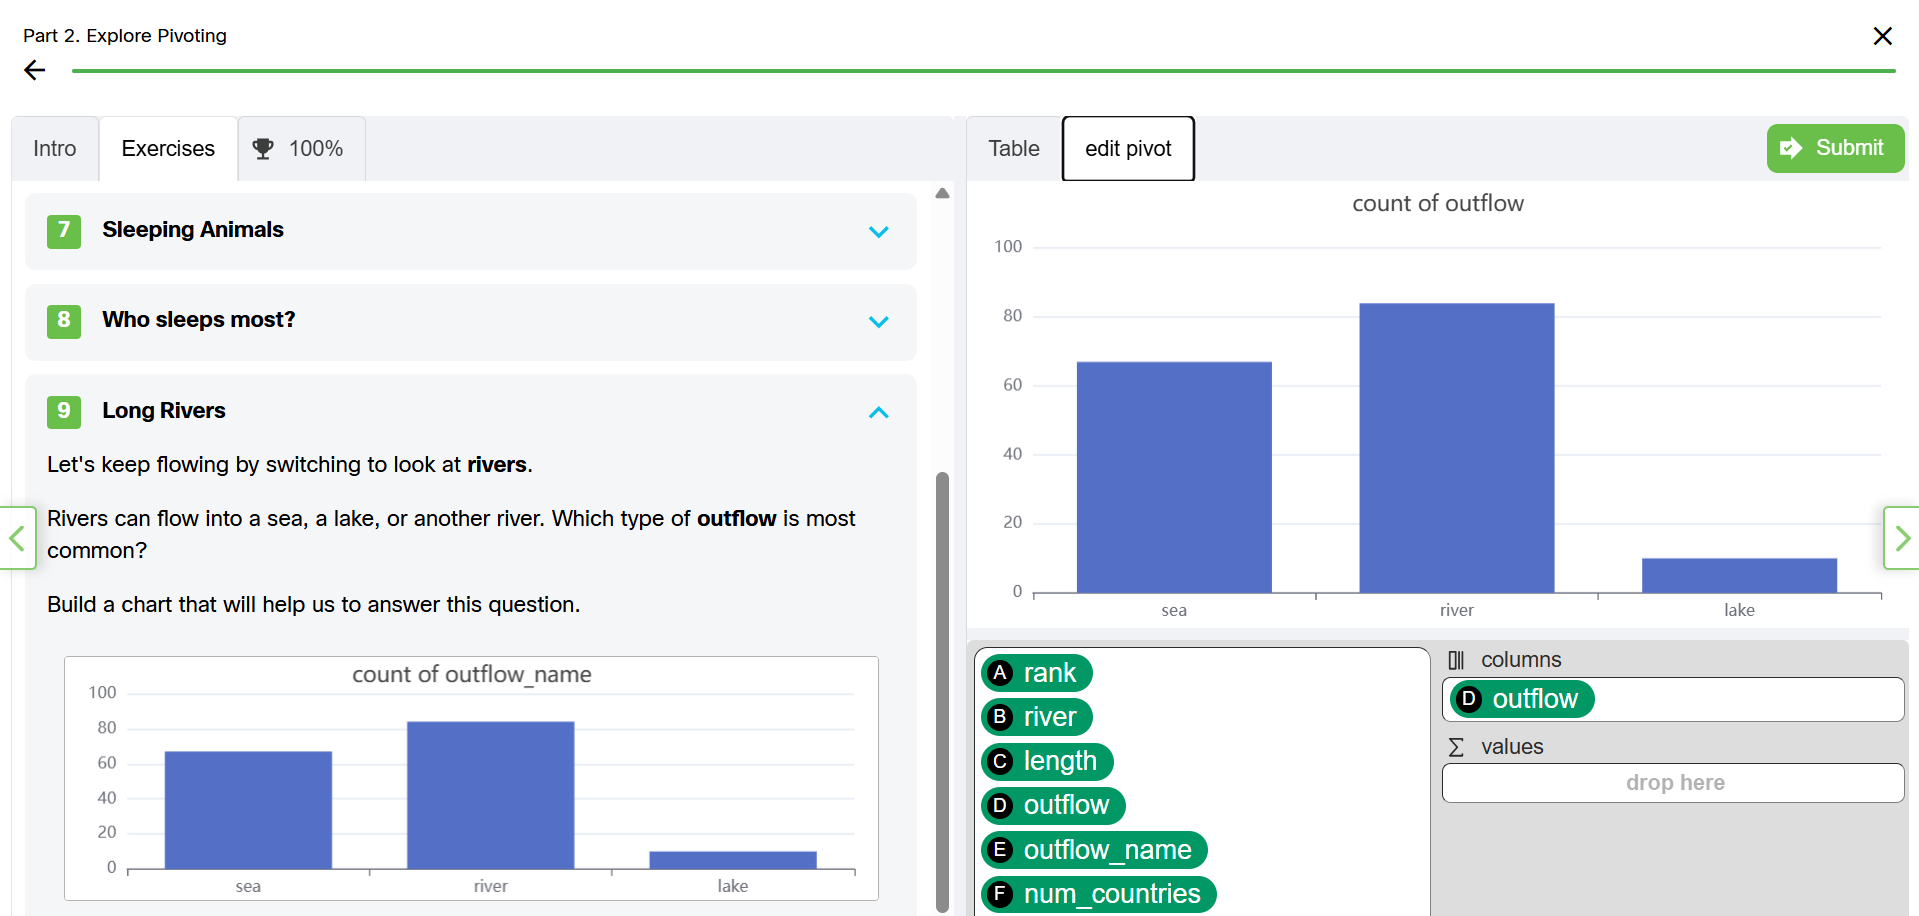 Part 2. Explore Pivoting
Intro
Exercises
100%
7
Sleeping Animals
8
Who sleeps most?
9
Long Rivers
Let's keep flowing by switching to look at rivers.
Rivers can flow into a sea, a lake, or another river. Which type of outflow is most
common?
Build a chart that will help us to answer this question.
count of outflow_name
100
80
60
40
20
0
sea
river
lake
Table
edit pivot
Submit
count of outflow
100
80
60
40
20
0
sea
river
lake
A rank
B river
C length
D outflow
E outflow_name
F num_countries
columns
D outflow
Σ values
drop here